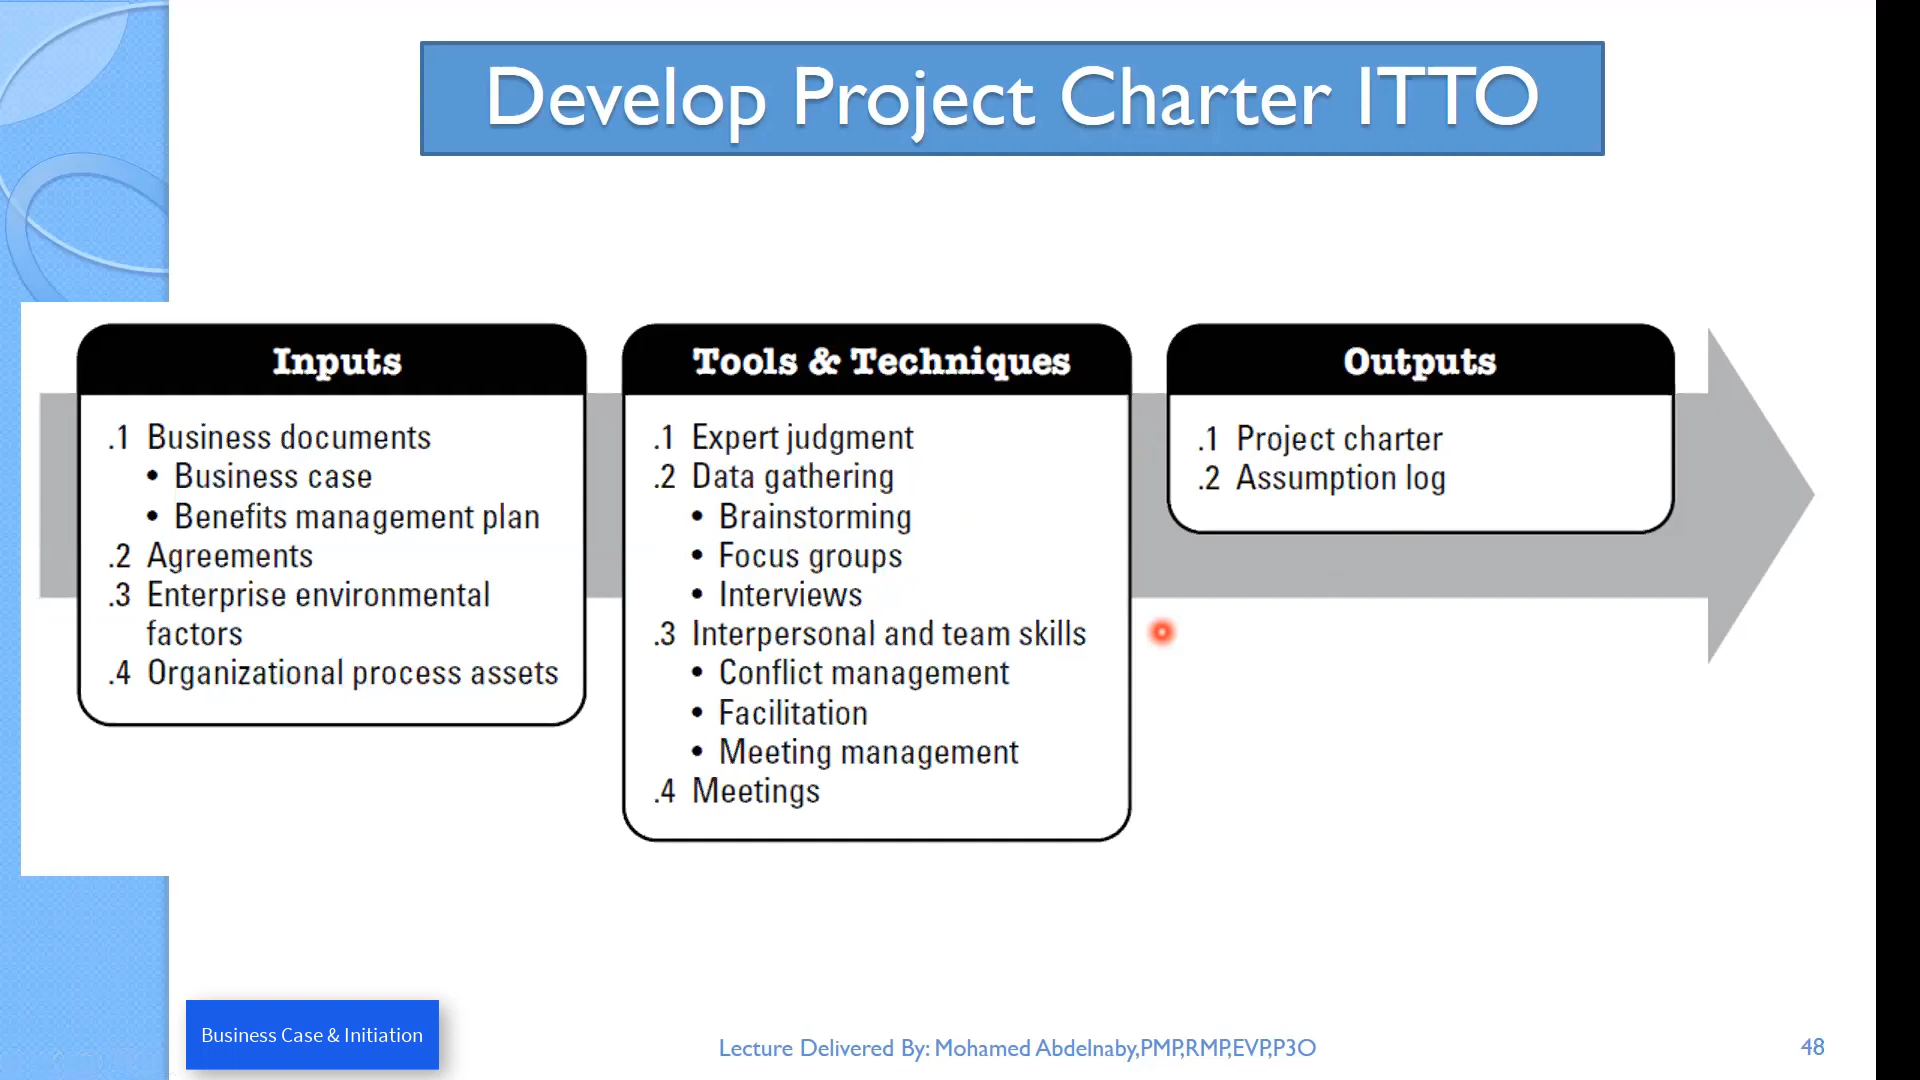 Develop Project Charter ITTO
Inputs
.1 Business documents
• Business case
• Benefits management plan
.2 Agreements
.3 Enterprise environmental
factors
.4 Organizational process assets
Tools & Techniques
.1 Expert judgment
.2 Data gathering
• Brainstorming
• Focus groups
• Interviews
.3 Interpersonal and team skills
• Conflict management
• Facilitation
• Meeting management
.4 Meetings
Outputs
.1 Project charter
.2 Assumption log
Business Case & Initiation
Lecture Delivered By: Mohamed Abdelnaby,PMP,RMP,EVP,P3O
48